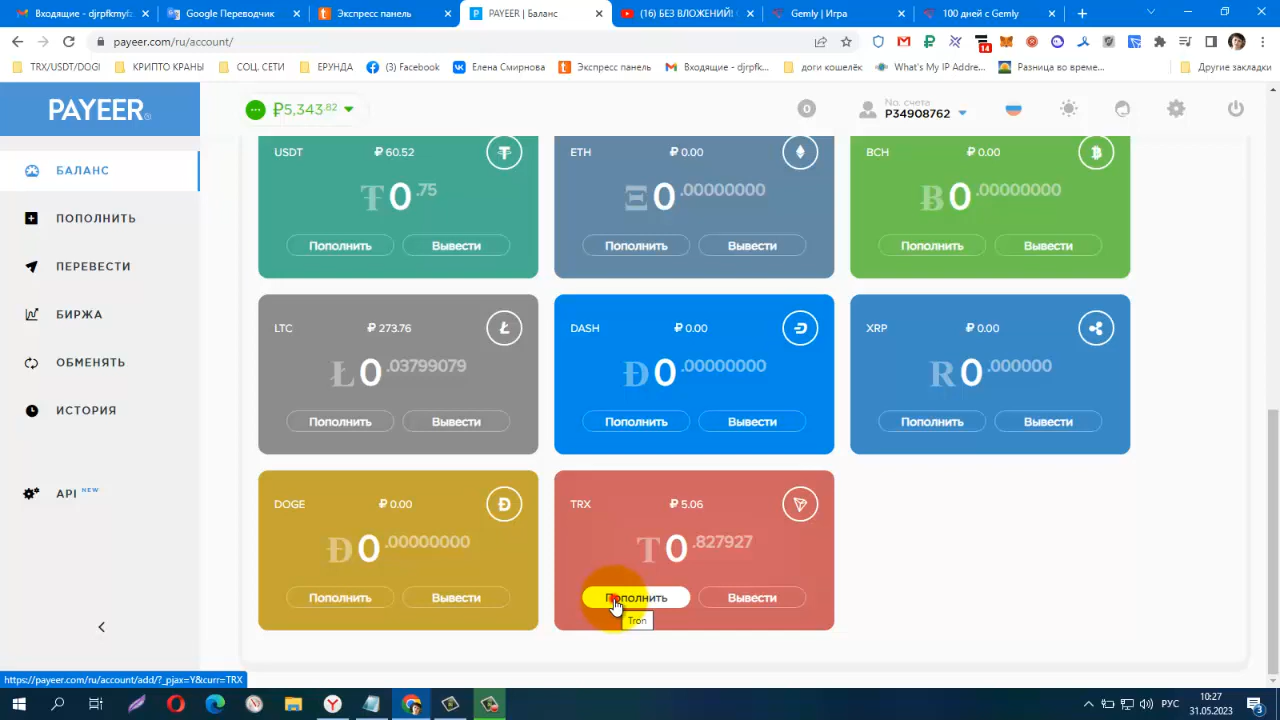 Входящие - djrpfkmyfz
Google Переводчик
Экспресс панель
PAYEER | Баланс
(16) БЕЗ ВЛОЖЕНИЙ!
Gemly | Игра
100 дней с Gemly
payeer.com/ru/account/
14
TRX/USDT/DOGI
КРИПТО КРАНЫ
СОЦ. СЕТИ
ЕРУНДА
(3) Facebook
Елена Смирнова
Экспресс панель
Входящие - djrpfk...
доги кошелёк
What's My IP Addre...
Разница во време...
Другие закладки
PAYEER®
₽5,343.82
0
No. счета
P34908762
БАЛАНС
ПОПОЛНИТЬ
ПЕРЕВЕСТИ
БИРЖА
ОБМЕНЯТЬ
ИСТОРИЯ
API NEW
USDT ₽ 60.52
₮ 0.75
Пополнить Вывести
ETH ₽ 0.00
Ξ 0.00000000
Пополнить Вывести
BCH ₽ 0.00
Ƀ 0.00000000
Пополнить Вывести
LTC ₽ 273.76
Ł 0.03799079
Пополнить Вывести
DASH ₽ 0.00
Đ 0.00000000
Пополнить Вывести
XRP ₽ 0.00
R 0.000000
Пополнить Вывести
DOGE ₽ 0.00
Đ 0.00000000
Пополнить Вывести
TRX ₽ 5.06
T 0.827927
Пополнить Вывести
Tron
https://payeer.com/ru/account/add/?_pjax=Y&curr=TRX
РУС
10:27
31.05.2023
3